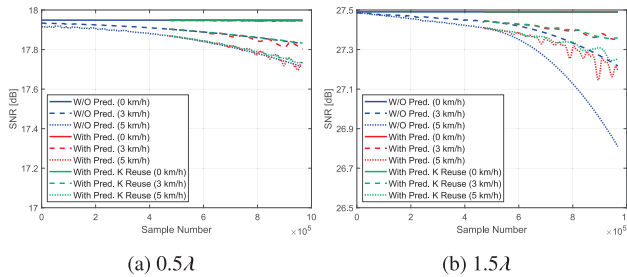 18
17.8
17.6
17.4
17.2
17
SNR [dB]
W/O Pred. (0 km/h)
W/O Pred. (3 km/h)
W/O Pred. (5 km/h)
With Pred. (0 km/h)
With Pred. (3 km/h)
With Pred. (5 km/h)
With Pred. K Reuse (0 km/h)
With Pred. K Reuse (3 km/h)
With Pred. K Reuse (5 km/h)
0 2 4 6 8 10
Sample Number
×10⁵
(a) 0.5λ
27.5
27.3
27.1
26.9
26.7
26.5
SNR [dB]
W/O Pred. (0 km/h)
W/O Pred. (3 km/h)
W/O Pred. (5 km/h)
With Pred. (0 km/h)
With Pred. (3 km/h)
With Pred. (5 km/h)
With Pred. K Reuse (0 km/h)
With Pred. K Reuse (3 km/h)
With Pred. K Reuse (5 km/h)
0 2 4 6 8 10
Sample Number
×10⁵
(b) 1.5λ